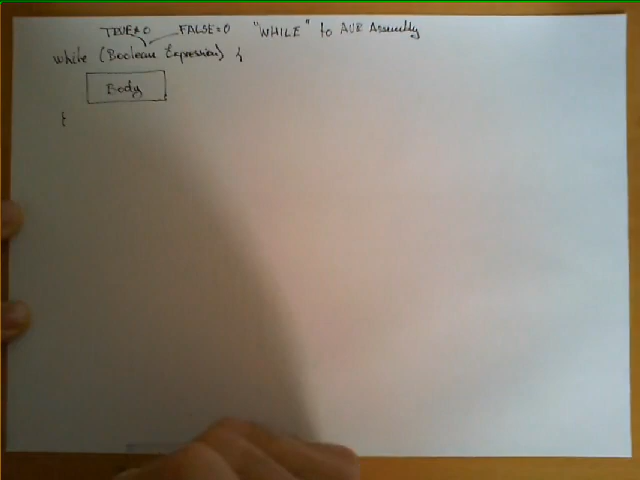 TRUE≠0 FALSE=0 "WHILE" to AVR Assembly
while (Boolean Expression) {
Body
}